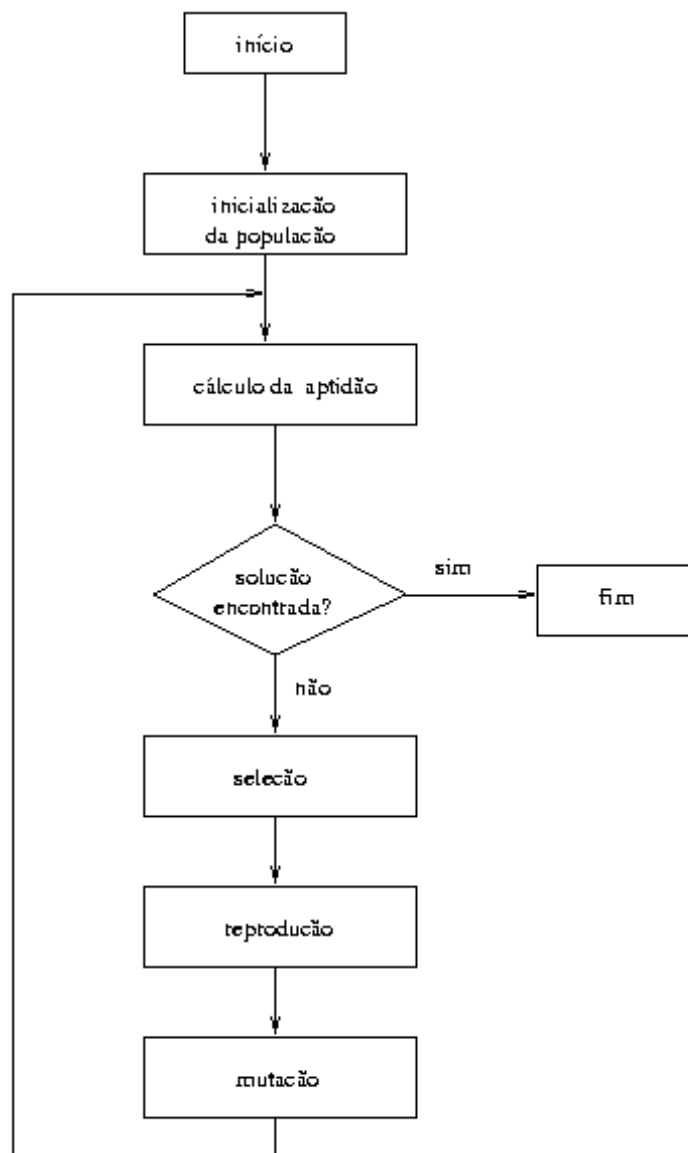 início
inicialização
da população
cálculo da aptidão
solução
encontrada?
sim
fim
não
seleção
reprodução
mutação